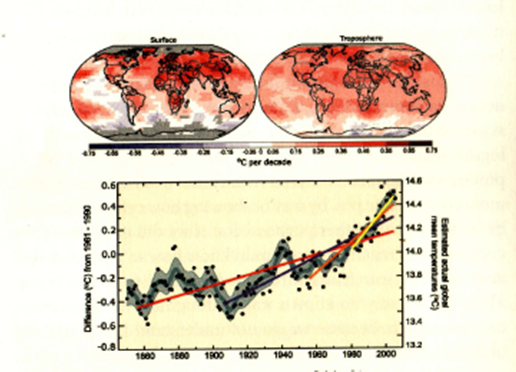 Surface Troposphere
-0.75 -0.65 -0.55 -0.45 -0.35 -0.25 -0.15 -0.05 0 0.05 0.15 0.25 0.35 0.45 0.55 0.65 0.75
ºC per decade
Difference (ºC) from 1961 - 1990
0.6
0.4
0.2
0.0
-0.2
-0.4
-0.6
-0.8
14.6
14.4
14.2
14.0
13.8
13.6
13.4
13.2
Estimated actual global
mean temperatures (ºC)
1860 1880 1900 1920 1940 1960 1980 2000